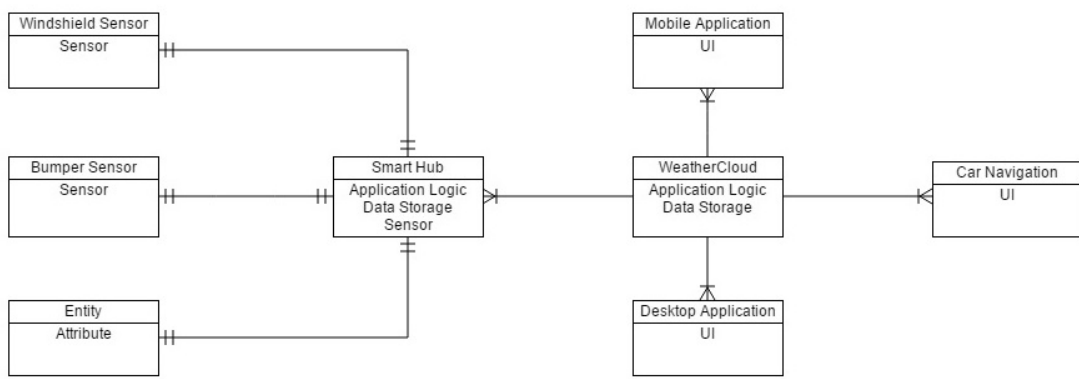 Windshield Sensor
Sensor
Mobile Application
UI
Bumper Sensor
Sensor
Smart Hub
Application Logic
Data Storage
Sensor
WeatherCloud
Application Logic
Data Storage
Car Navigation
UI
Entity
Attribute
Desktop Application
UI